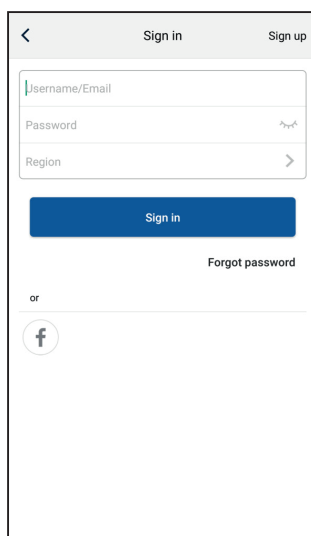 Sign in Sign up
Username/Email
Password
Region
Sign in
Forgot password
or
f